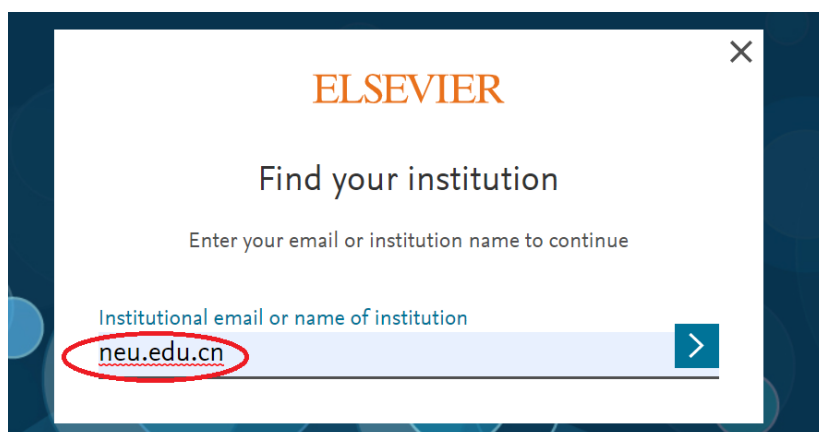 ELSEVIER
Find your institution
Enter your email or institution name to continue
Institutional email or name of institution
neu.edu.cn